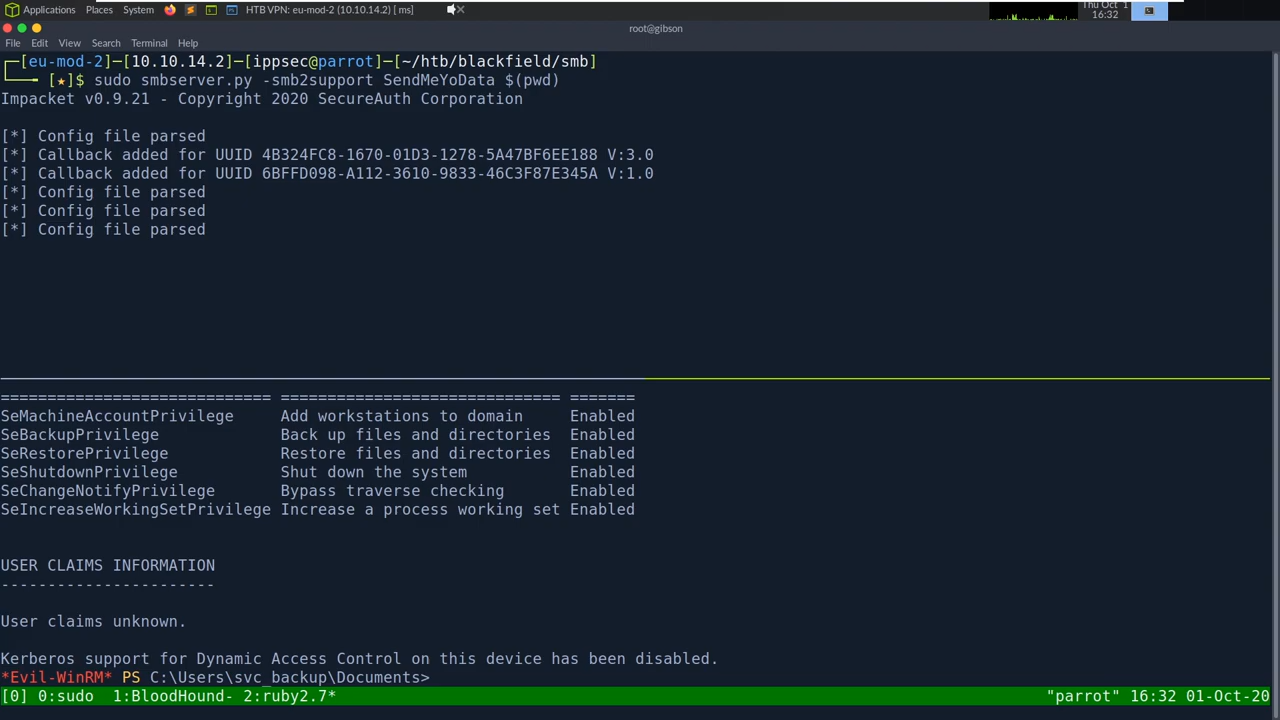 Applications Places System HTB VPN: eu-mod-2 (10.10.14.2) [ ms] Thu Oct 1
16:32
root@gibson
File Edit View Search Terminal Help
┌─[eu-mod-2]─[10.10.14.2]─[ippsec@parrot]─[~/htb/blackfield/smb]
└──╼ [★]$ sudo smbserver.py -smb2support SendMeYoData $(pwd)
Impacket v0.9.21 - Copyright 2020 SecureAuth Corporation
[*] Config file parsed
[*] Callback added for UUID 4B324FC8-1670-01D3-1278-5A47BF6EE188 V:3.0
[*] Callback added for UUID 6BFFD098-A112-3610-9833-46C3F87E345A V:1.0
[*] Config file parsed
[*] Config file parsed
[*] Config file parsed
============================= ============================== =======
SeMachineAccountPrivilege Add workstations to domain Enabled
SeBackupPrivilege Back up files and directories Enabled
SeRestorePrivilege Restore files and directories Enabled
SeShutdownPrivilege Shut down the system Enabled
SeChangeNotifyPrivilege Bypass traverse checking Enabled
SeIncreaseWorkingSetPrivilege Increase a process working set Enabled
USER CLAIMS INFORMATION
-----------------------
User claims unknown.
Kerberos support for Dynamic Access Control on this device has been disabled.
*Evil-WinRM* PS C:\Users\svc_backup\Documents>
[0] 0:sudo 1:BloodHound- 2:ruby2.7* "parrot" 16:32 01-Oct-20